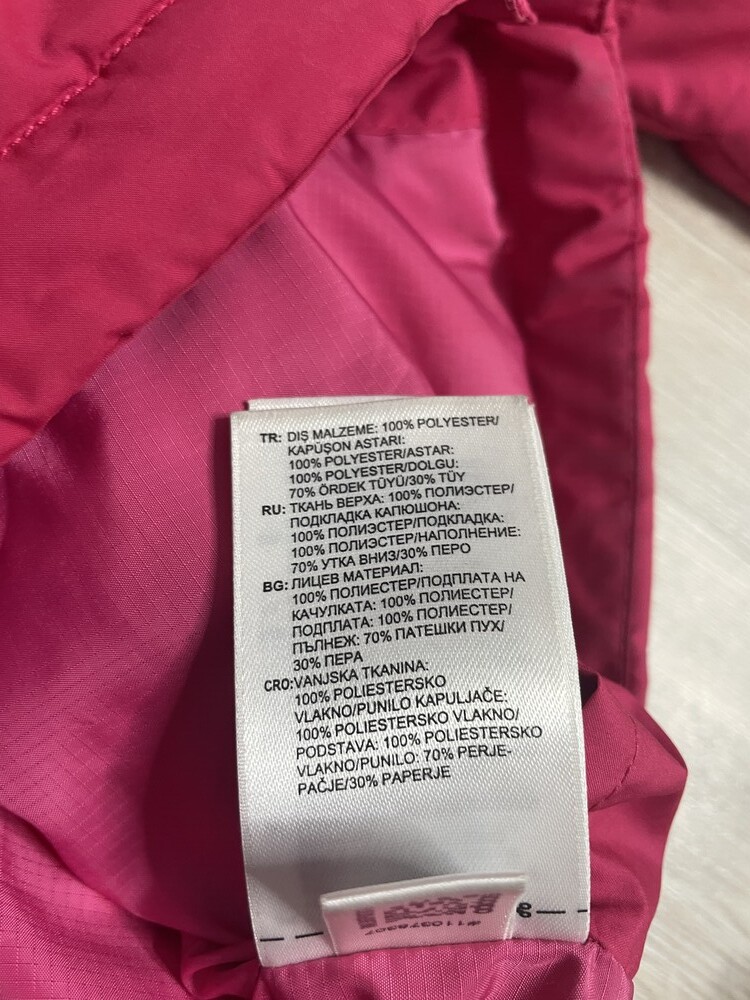 TR: DIŞ MALZEME: 100% POLYESTER/
KAPÜŞON ASTARI:
100% POLYESTER/ASTAR:
100% POLYESTER/DOLGU:
70% ÖRDEK TÜYÜ/30% TÜY
RU: ТКАНЬ ВЕРХА: 100% ПОЛИЭСТЕР/
ПОДКЛАДКА КАПЮШОНА:
100% ПОЛИЭСТЕР/ПОДКЛАДКА:
100% ПОЛИЭСТЕР/НАПОЛНЕНИЕ:
70% УТКА ВНИЗ/30% ПЕРО
BG: ЛИЦЕВ МАТЕРИАЛ:
100% ПОЛИЕСТЕР/ПОДПЛАТА НА
КАЧУЛКАТА: 100% ПОЛИЕСТЕР/
ПОДПЛАТА: 100% ПОЛИЕСТЕР/
ПЪЛНЕЖ: 70% ПАТЕШКИ ПУХ/
30% ПЕРА
CRO: VANJSKA TKANINA:
100% POLIESTERSKO
VLAKNO/PUNILO KAPULJAČE:
100% POLIESTERSKO VLAKNO/
PODSTAVA: 100% POLIESTERSKO
VLAKNO/PUNILO: 70% PERJE-
PAČJE/30% PAPERJE